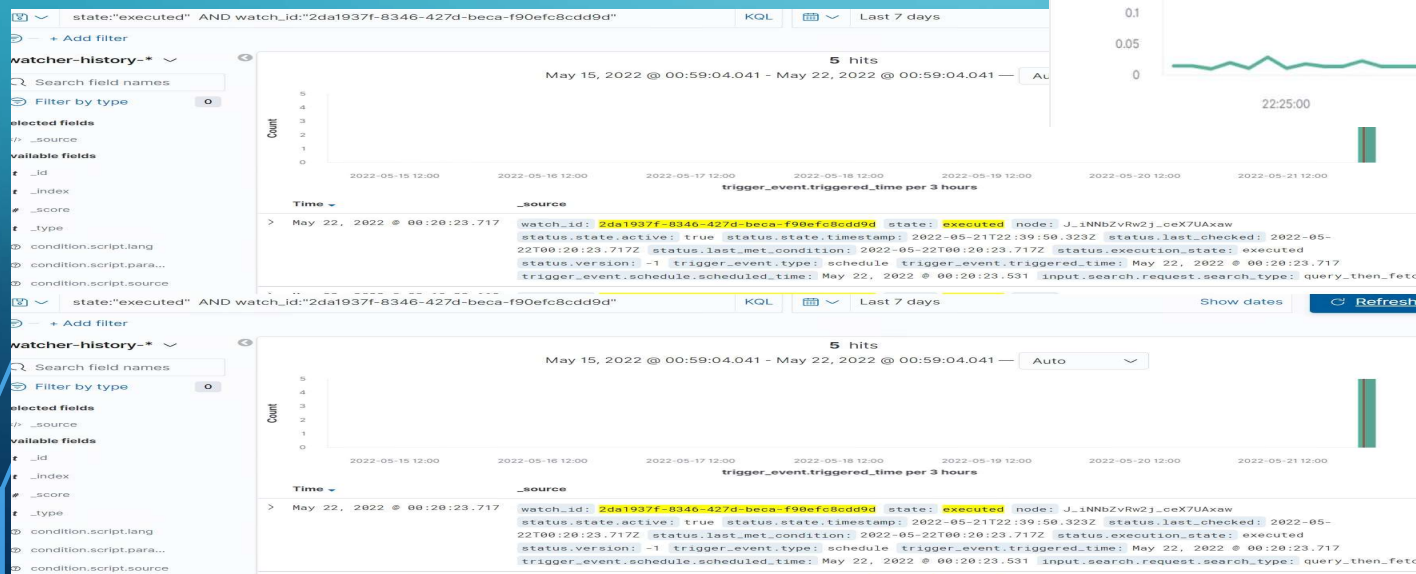 state:"executed" AND watch_id:"2da1937f-8346-427d-beca-f90efc8cdd9d" KQL Last 7 days
+ Add filter
0.1
0.05
0
22:25:00
watcher-history-*
Search field names
Filter by type 0
elected fields
_source
vailable fields
t _id
t _index
# _score
t _type
condition.script.lang
condition.script.para...
condition.script.source
5 hits
May 15, 2022 @ 00:59:04.041 - May 22, 2022 @ 00:59:04.041 — Au
Count
5
4
3
2
1
0
2022-05-15 12:00 2022-05-16 12:00 2022-05-17 12:00 2022-05-18 12:00 2022-05-19 12:00 2022-05-20 12:00 2022-05-21 12:00
trigger_event.triggered_time per 3 hours
Time _source
> May 22, 2022 @ 00:20:23.717 watch_id: 2da1937f-8346-427d-beca-f90efc8cdd9d state: executed node: J_iNNbZvRw2j_ceX7UAxaw
status.state.active: true status.state.timestamp: 2022-05-21T22:39:50.323Z status.last_checked: 2022-05-
22T00:20:23.717Z status.last_met_condition: 2022-05-22T00:20:23.717Z status.execution_state: executed
status.version: -1 trigger_event.type: schedule trigger_event.triggered_time: May 22, 2022 @ 00:20:23.717
trigger_event.schedule.scheduled_time: May 22, 2022 @ 00:20:23.531 input.search.request.search_type: query_then_fetc
state:"executed" AND watch_id:"2da1937f-8346-427d-beca-f90efc8cdd9d" KQL Last 7 days Show dates Refresh
+ Add filter
watcher-history-*
Search field names
Filter by type 0
elected fields
_source
vailable fields
t _id
t _index
# _score
t _type
condition.script.lang
condition.script.para...
condition.script.source
5 hits
May 15, 2022 @ 00:59:04.041 - May 22, 2022 @ 00:59:04.041 — Auto
Count
5
4
3
2
1
0
2022-05-15 12:00 2022-05-16 12:00 2022-05-17 12:00 2022-05-18 12:00 2022-05-19 12:00 2022-05-20 12:00 2022-05-21 12:00
trigger_event.triggered_time per 3 hours
Time _source
> May 22, 2022 @ 00:20:23.717 watch_id: 2da1937f-8346-427d-beca-f90efc8cdd9d state: executed node: J_iNNbZvRw2j_ceX7UAxaw
status.state.active: true status.state.timestamp: 2022-05-21T22:39:50.323Z status.last_checked: 2022-05-
22T00:20:23.717Z status.last_met_condition: 2022-05-22T00:20:23.717Z status.execution_state: executed
status.version: -1 trigger_event.type: schedule trigger_event.triggered_time: May 22, 2022 @ 00:20:23.717
trigger_event.schedule.scheduled_time: May 22, 2022 @ 00:20:23.531 input.search.request.search_type: query_then_fetc